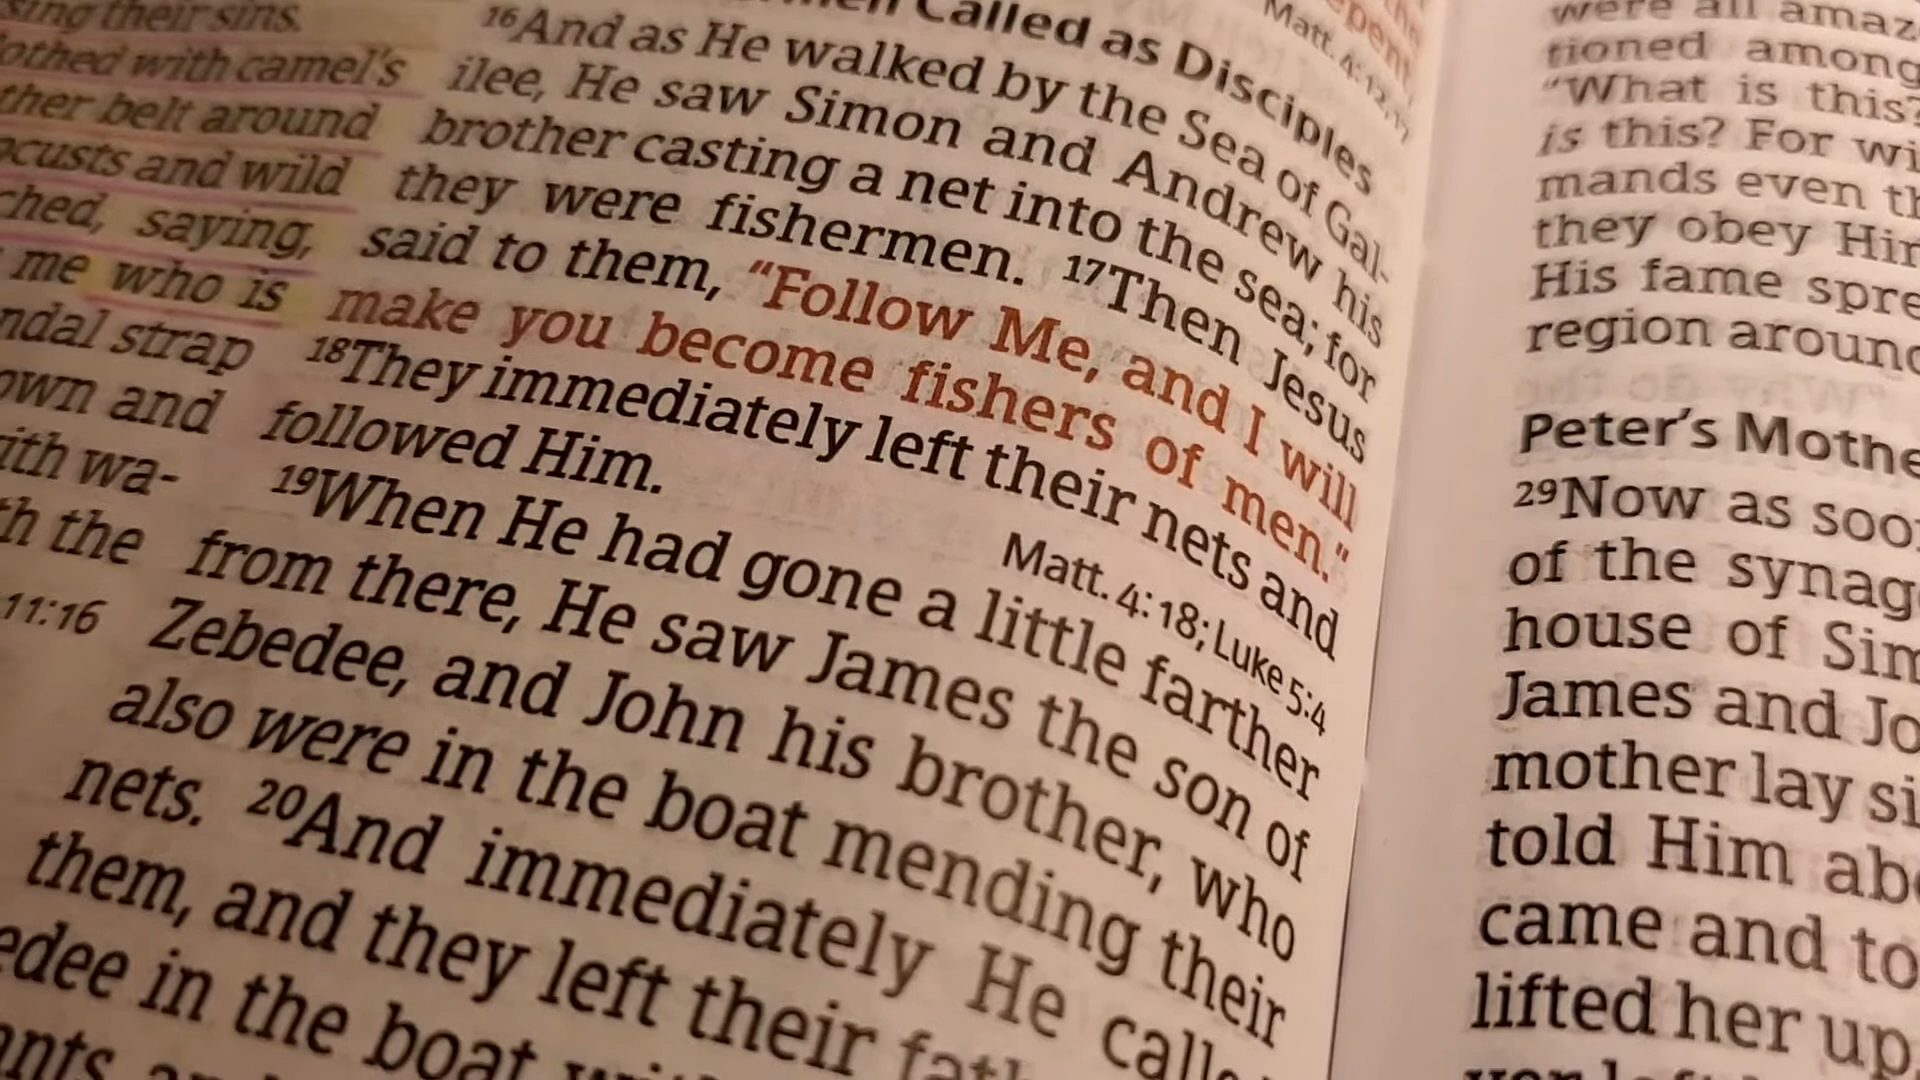 sing their sins.
lothed with camel's
ther belt around
ocusts and wild
ched, saying,
me who is
ndal strap
own and
ith wa-
th the
11:16
Called as Disciples
Matt. 4:12, 17
16And as He walked by the Sea of Gal-
ilee, He saw Simon and Andrew his
brother casting a net into the sea; for
they were fishermen. 17Then Jesus
said to them, “Follow Me, and I will
make you become fishers of men.”
18They immediately left their nets and
followed Him.
Matt. 4:18; Luke 5:4
19When He had gone a little farther
from there, He saw James the son of
Zebedee, and John his brother, who
also were in the boat mending their
nets. 20And immediately He calle
them, and they left their fath
edee in the boat
were all amaz
tioned among
“What is this?
is this? For wi
mands even th
they obey Him
His fame spre
region around
Peter’s Mothe
29Now as soo
of the synag
house of Sim
James and Jo
mother lay si
told Him abo
came and to
lifted her up